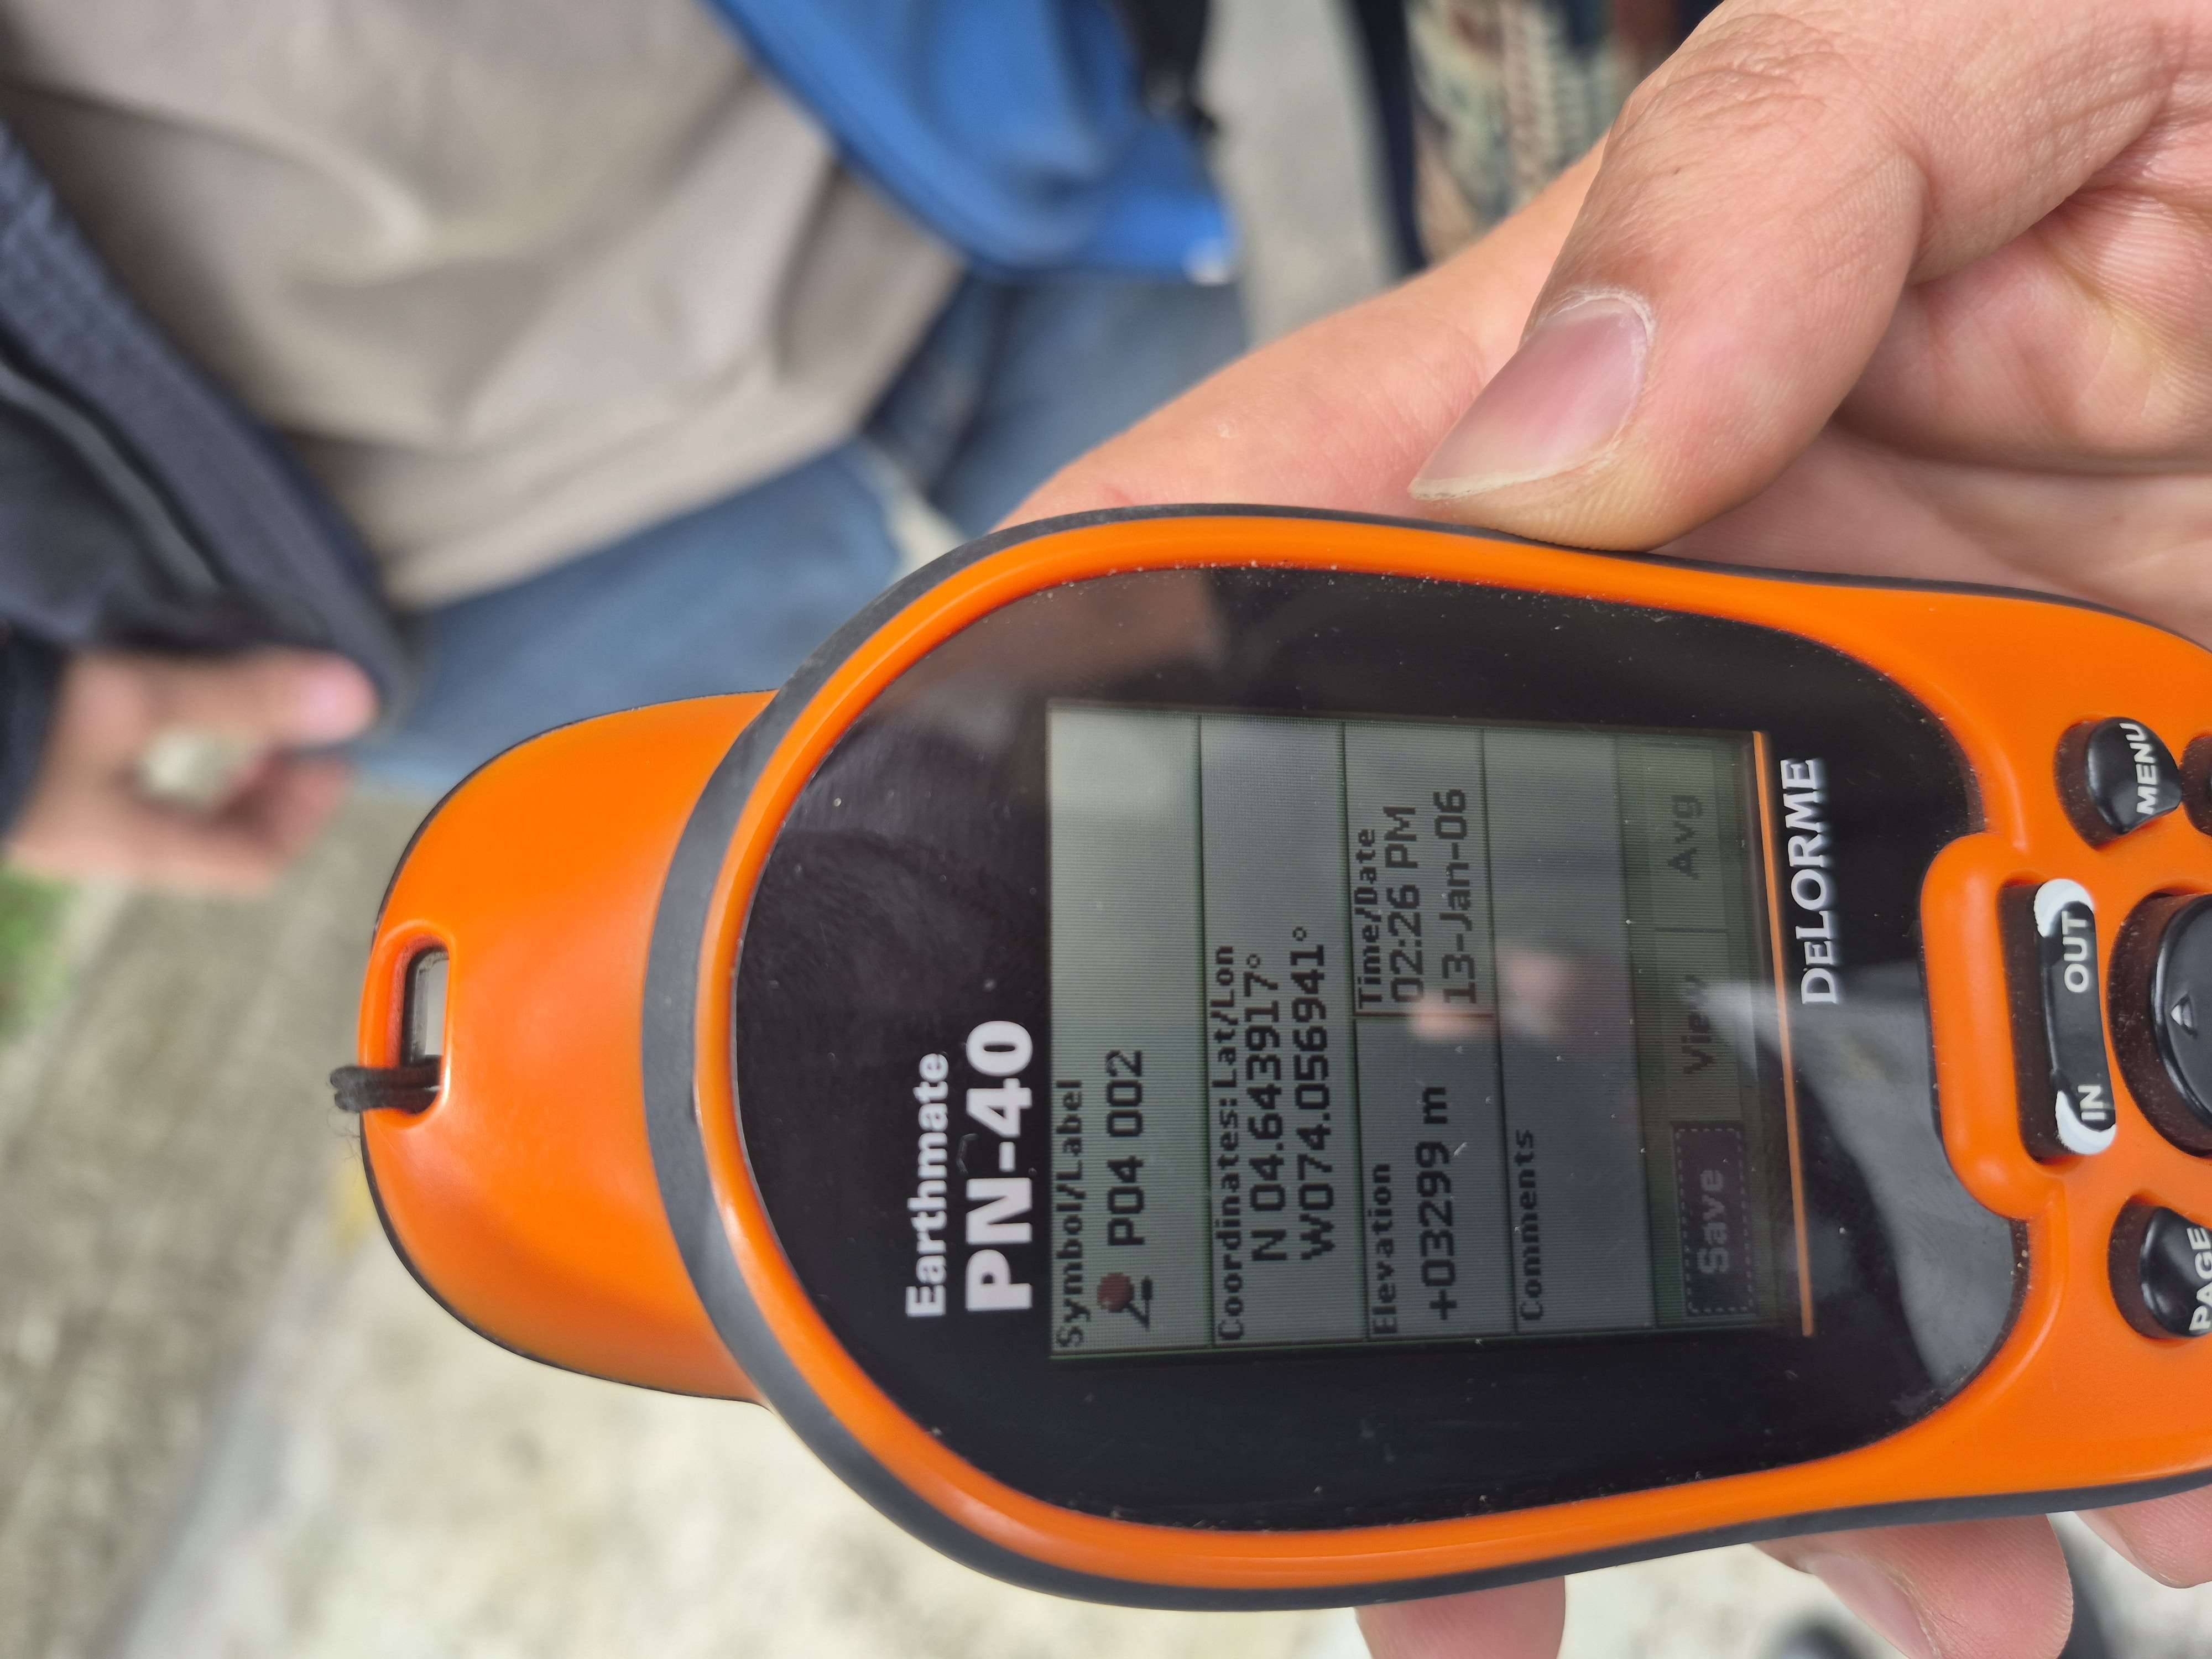 Earthmate
PN-40
Symbol/Label
P04 002
Coordinates: Lat/Lon
N 04.643917°
W074.056941°
Elevation
+03299 m
Time/Date
02:26 PM
13-Jan-06
Comments
Save
View
Avg
DELORME
PAGE
IN
OUT
MENU